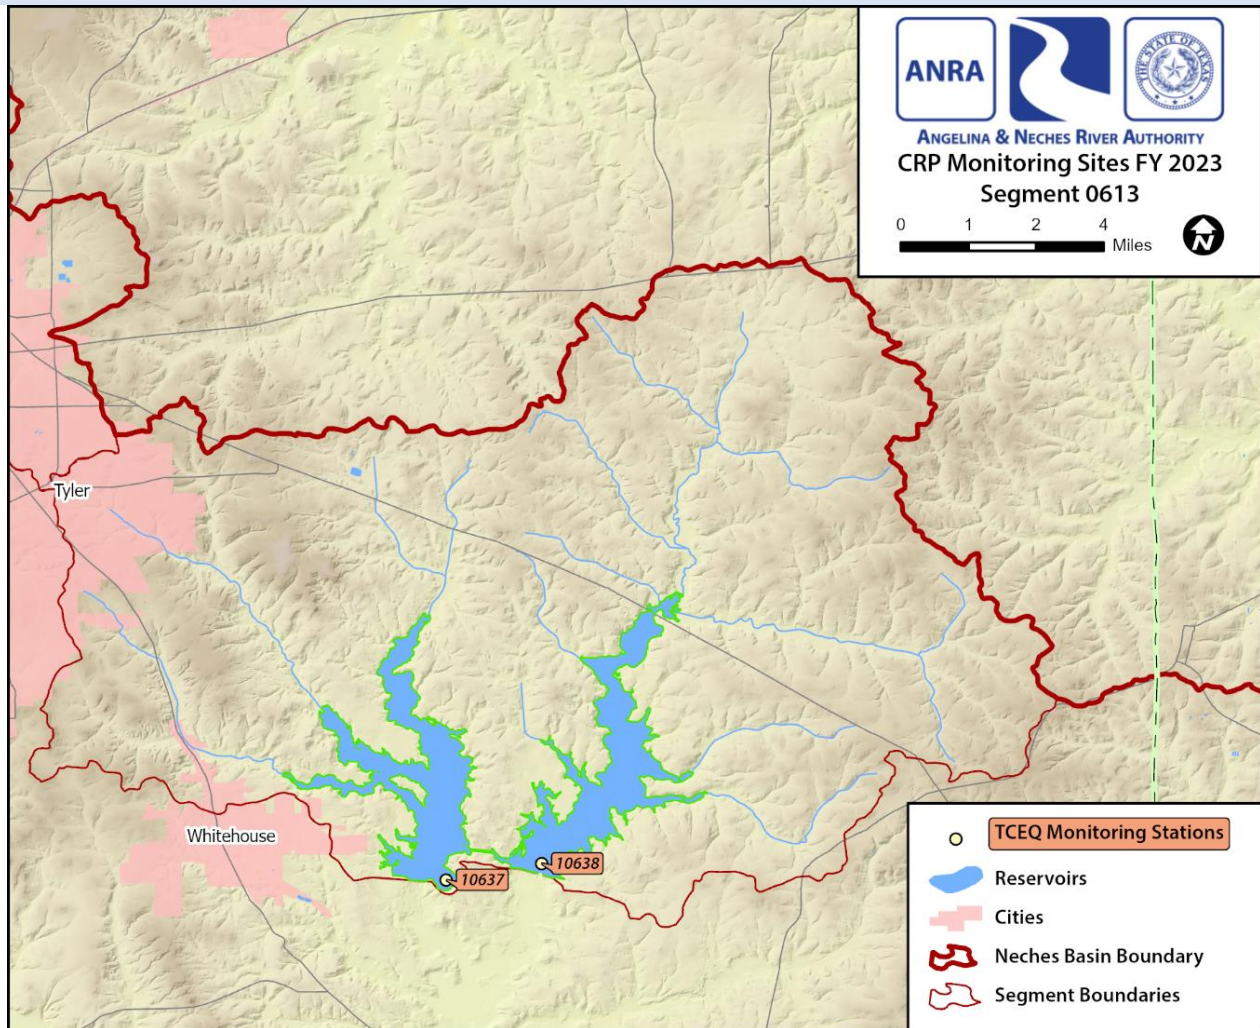 ANRA
THE STATE OF TEXAS
ANGELINA & NECHES RIVER AUTHORITY
CRP Monitoring Sites FY 2023
Segment 0613
0 1 2 4 Miles
N
Tyler
Whitehouse
10637
10638
TCEQ Monitoring Stations
Reservoirs
Cities
Neches Basin Boundary
Segment Boundaries